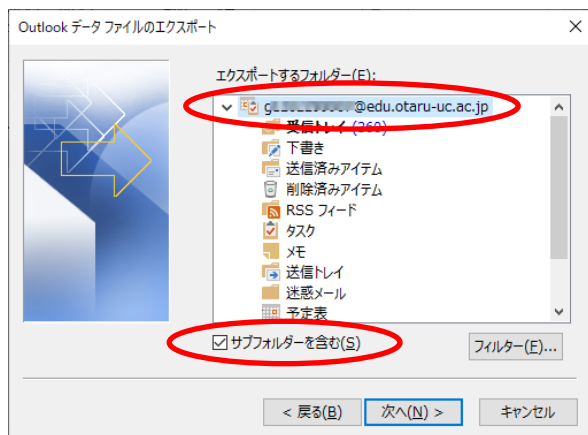 Outlook データ ファイルのエクスポート
エクスポートするフォルダー(E):
@edu.otaru-uc.ac.jp
受信トレイ
下書き
送信済みアイテム
削除済みアイテム
RSS フィード
タスク
メモ
送信トレイ
迷惑メール
予定表
サブフォルダーを含む(S)
フィルター(F)...
< 戻る(B)
次へ(N) >
キャンセル